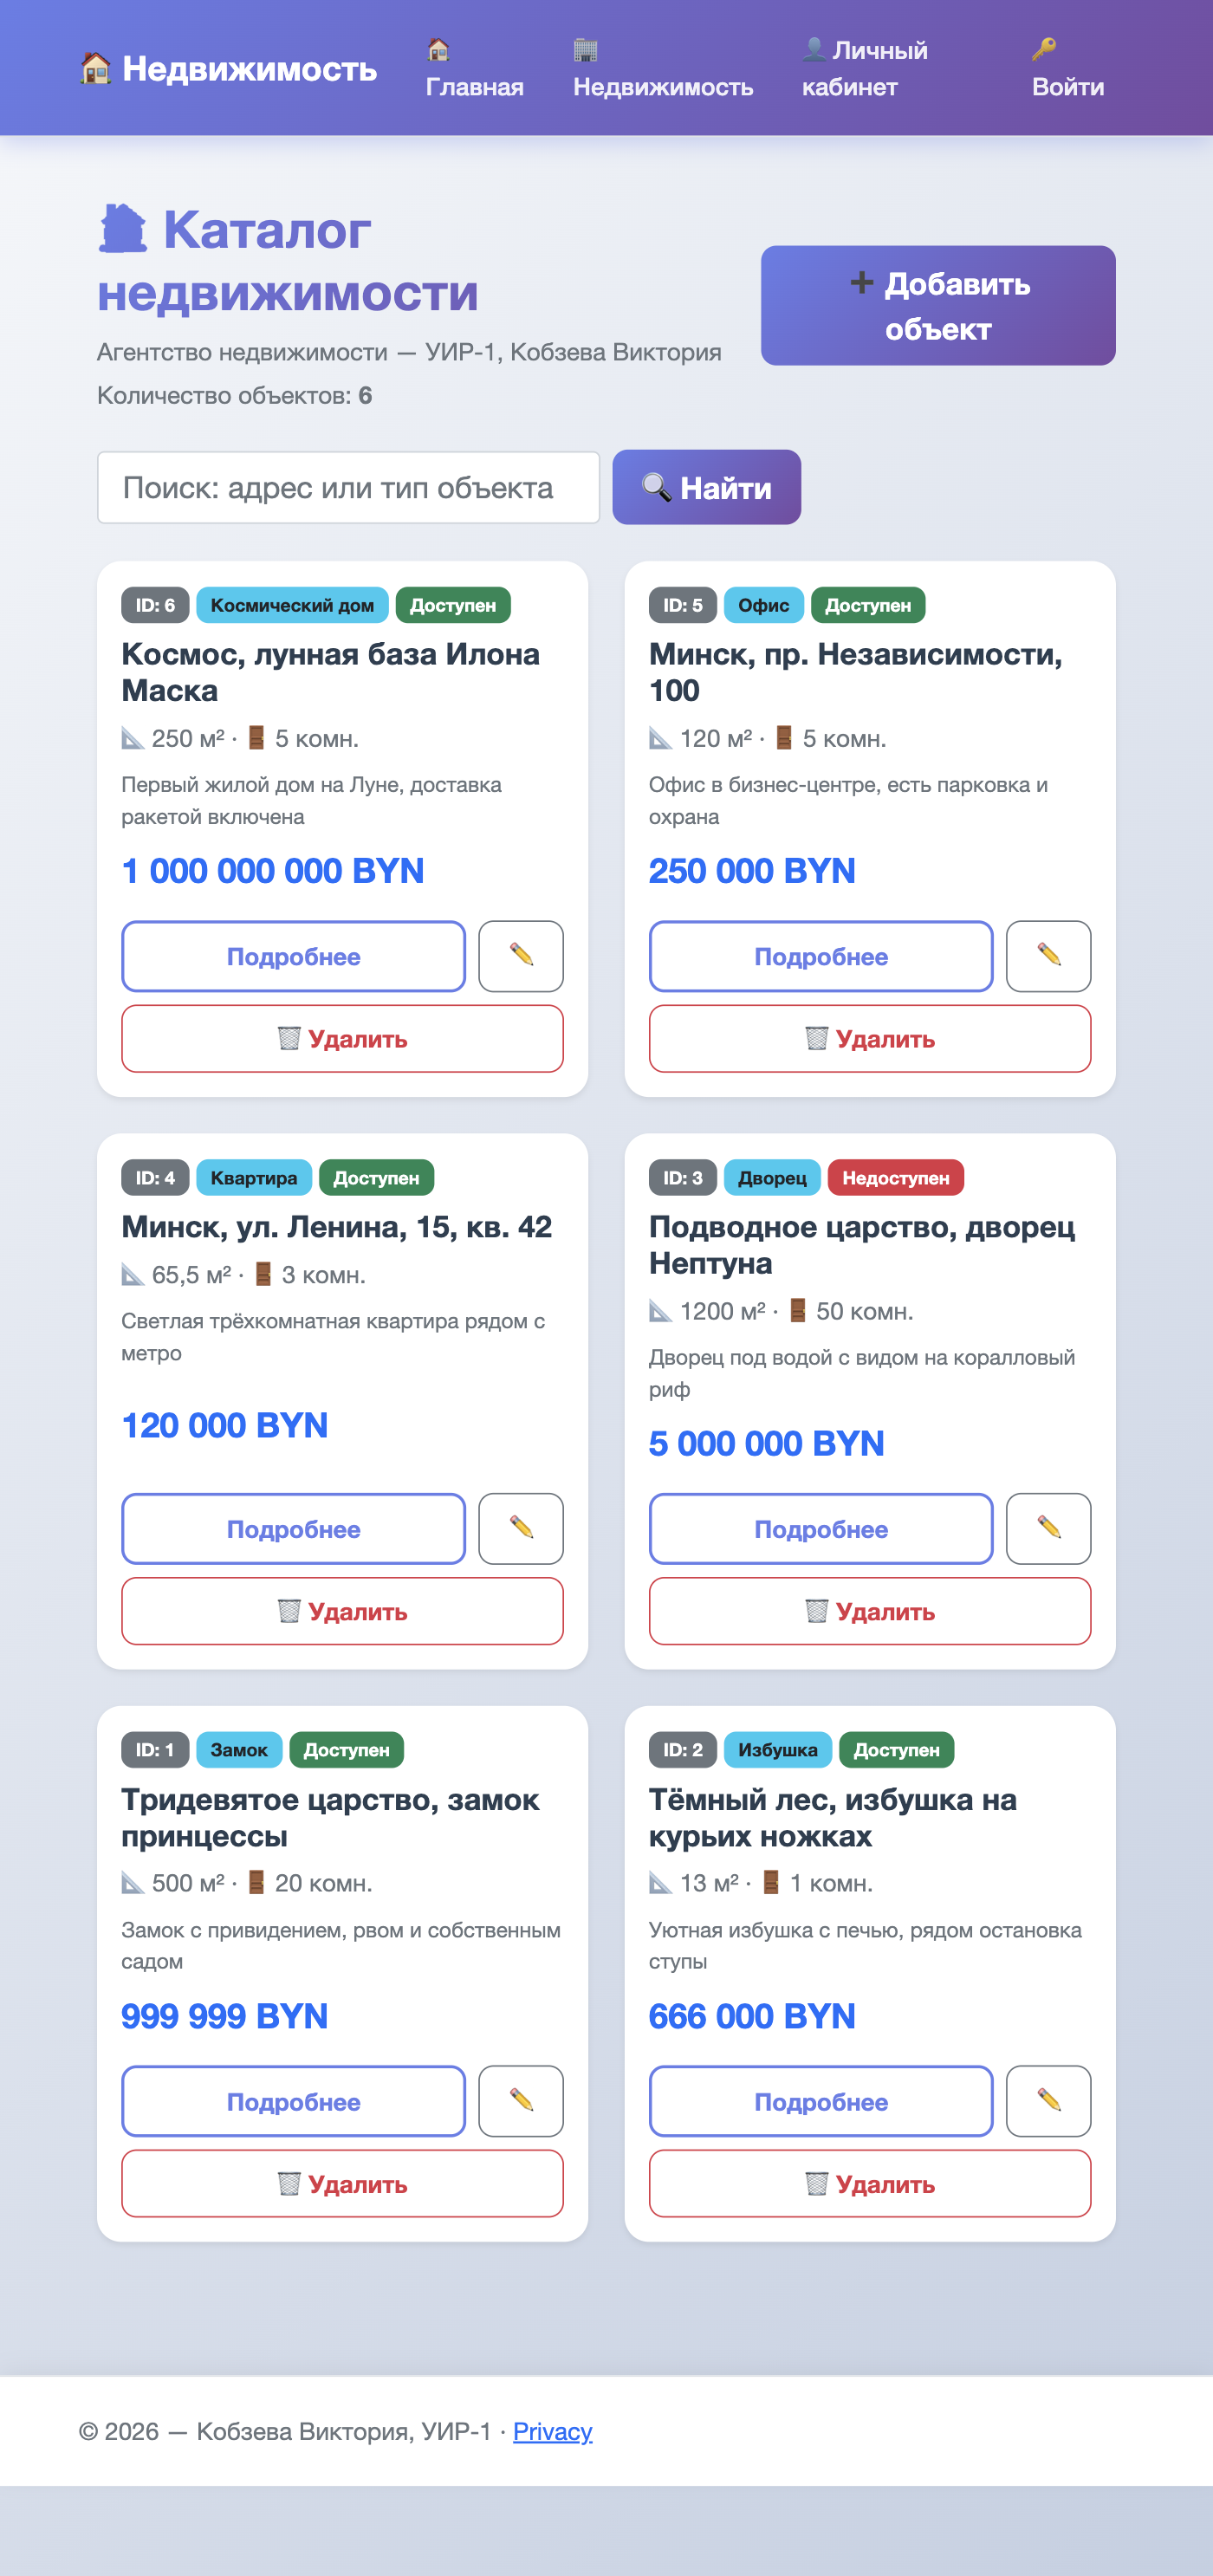 🏠 Недвижимость
🏠 Главная
🏢 Недвижимость
👤 Личный кабинет
🔑 Войти
🏠 Каталог
недвижимости
Агентство недвижимости — УИР-1, Кобзева Виктория
Количество объектов: 6
➕ Добавить
объект
Поиск: адрес или тип объекта
🔍 Найти
ID: 6 Космический дом Доступен
Космос, лунная база Илона
Маска
📐 250 м² · 🚪 5 комн.
Первый жилой дом на Луне, доставка
ракетой включена
1 000 000 000 BYN
Подробнее ✏️
🗑️ Удалить
ID: 5 Офис Доступен
Минск, пр. Независимости,
100
📐 120 м² · 🚪 5 комн.
Офис в бизнес-центре, есть парковка и
охрана
250 000 BYN
Подробнее ✏️
🗑️ Удалить
ID: 4 Квартира Доступен
Минск, ул. Ленина, 15, кв. 42
📐 65,5 м² · 🚪 3 комн.
Светлая трёхкомнатная квартира рядом с
метро
120 000 BYN
Подробнее ✏️
🗑️ Удалить
ID: 3 Дворец Недоступен
Подводное царство, дворец
Нептуна
📐 1200 м² · 🚪 50 комн.
Дворец под водой с видом на коралловый
риф
5 000 000 BYN
Подробнее ✏️
🗑️ Удалить
ID: 1 Замок Доступен
Тридевятое царство, замок
принцессы
📐 500 м² · 🚪 20 комн.
Замок с привидением, рвом и собственным
садом
999 999 BYN
Подробнее ✏️
🗑️ Удалить
ID: 2 Избушка Доступен
Тёмный лес, избушка на
курьих ножках
📐 13 м² · 🚪 1 комн.
Уютная избушка с печью, рядом остановка
ступы
666 000 BYN
Подробнее ✏️
🗑️ Удалить
© 2026 — Кобзева Виктория, УИР-1 · Privacy